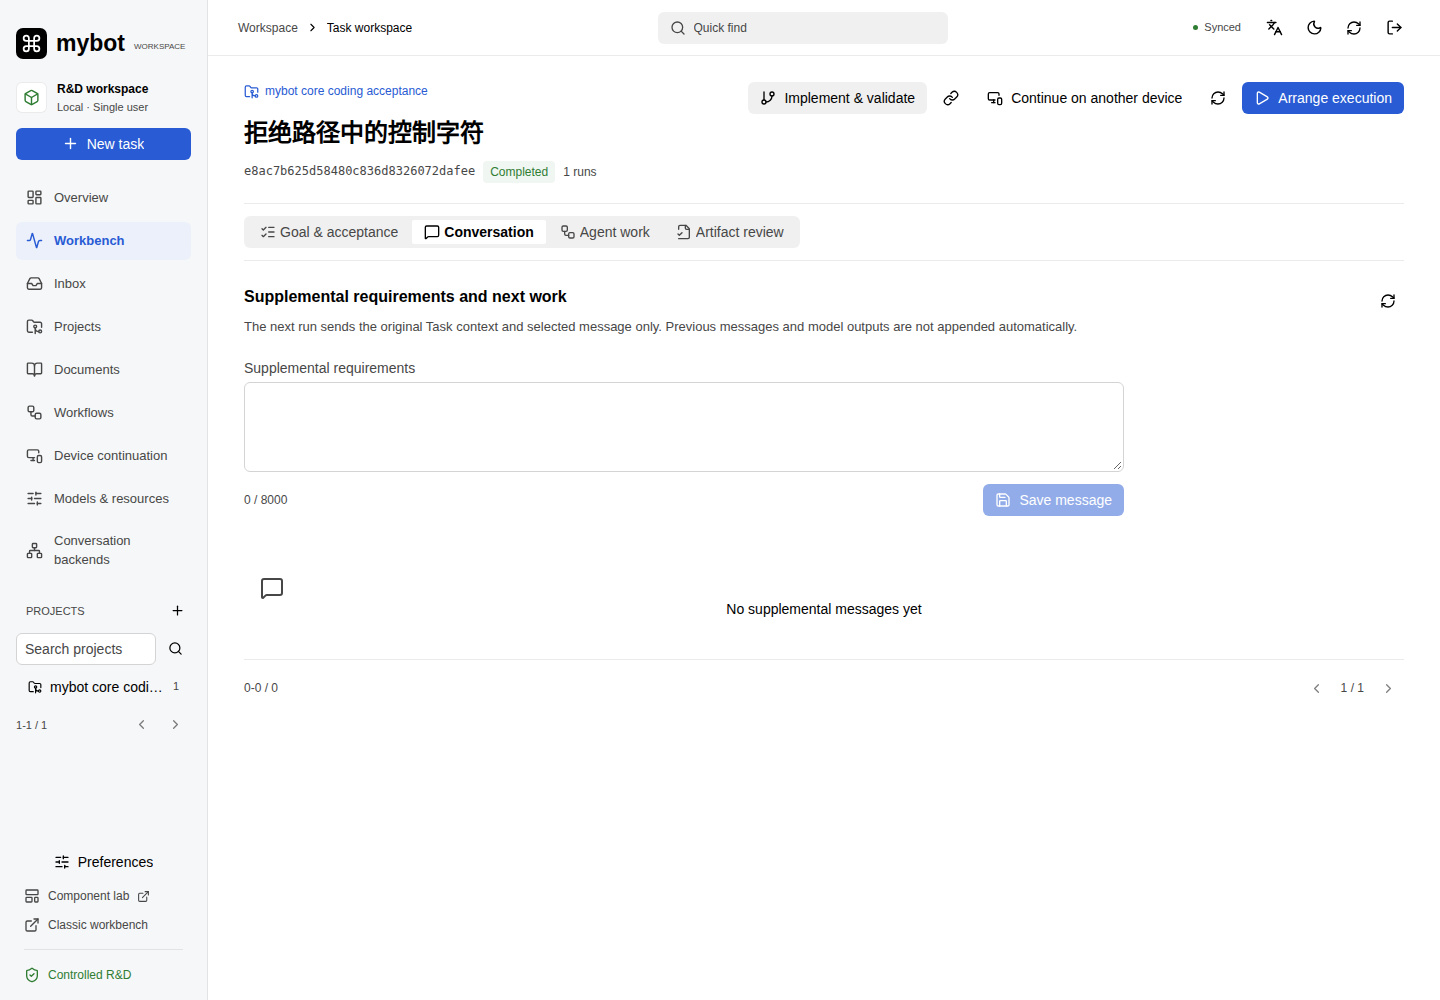 mybot WORKSPACE
R&D workspace
Local · Single user
New task
Overview
Workbench
Inbox
Projects
Documents
Workflows
Device continuation
Models & resources
Conversation
backends
PROJECTS
Search projects
mybot core codi… 1
1-1 / 1
Preferences
Component lab
Classic workbench
Controlled R&D
Workspace Task workspace
Quick find
Synced
mybot core coding acceptance
Implement & validate
Continue on another device
Arrange execution
拒绝路径中的控制字符
e8ac7b625d58480c836d8326072dafee Completed 1 runs
Goal & acceptance Conversation Agent work Artifact review
Supplemental requirements and next work
The next run sends the original Task context and selected message only. Previous messages and model outputs are not appended automatically.
Supplemental requirements
0 / 8000
Save message
No supplemental messages yet
0-0 / 0
1 / 1